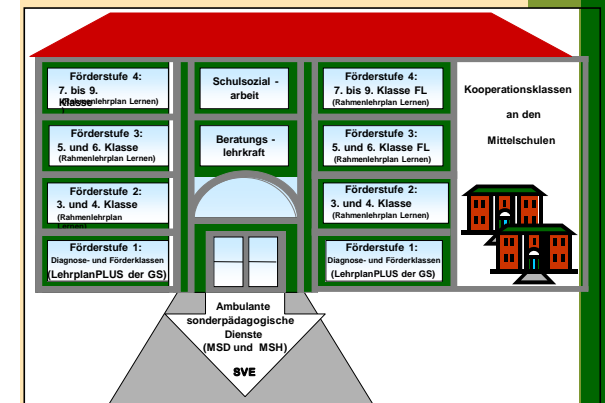 Förderstufe 4:
7. bis 9.
Klasse
(Rahmenlehrplan Lernen)
Förderstufe 3:
5. und 6. Klasse
(Rahmenlehrplan Lernen)
Förderstufe 2:
3. und 4. Klasse
(Rahmenlehrplan
Lernen)
Förderstufe 1:
Diagnose- und Förderklassen
(LehrplanPLUS der GS)
Schulsozial -
arbeit
Beratungs -
lehrkraft
Förderstufe 4:
7. bis 9. Klasse FL
(Rahmenlehrplan Lernen)
Förderstufe 3:
5. und 6. Klasse FL
(Rahmenlehrplan Lernen)
Förderstufe 2:
3. und 4. Klasse
(Rahmenlehrplan Lernen)
Förderstufe 1:
Diagnose- und Förderklassen
(LehrplanPLUS der GS)
Kooperationsklassen
an den
Mittelschulen
Ambulante
sonderpädagogische
Dienste
(MSD und MSH)
SVE